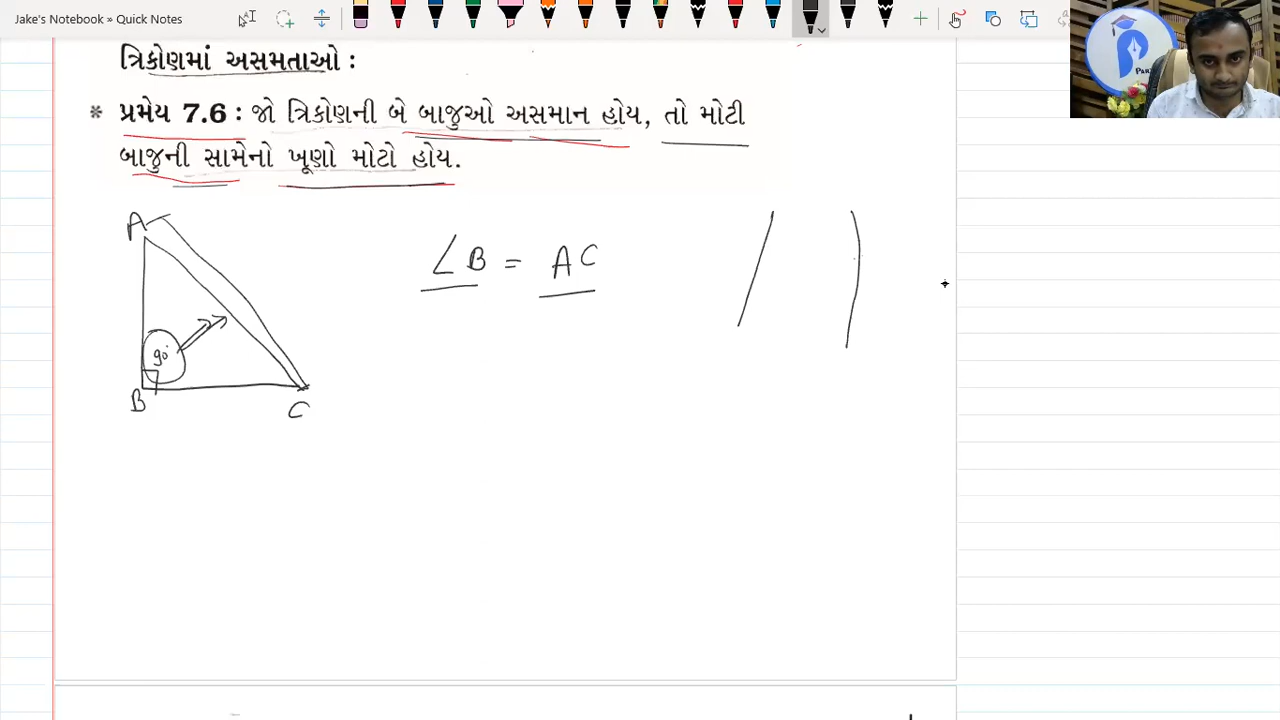 Jake's Notebook » Quick Notes
ત્રિકોણમાં અસમતાઓ :
* પ્રમેય 7.6 : જો ત્રિકોણની બે બાજુઓ અસમાન હોય, તો મોટી
બાજુની સામેનો ખૂણો મોટો હોય.
A
∠B = AC
90°
B
C